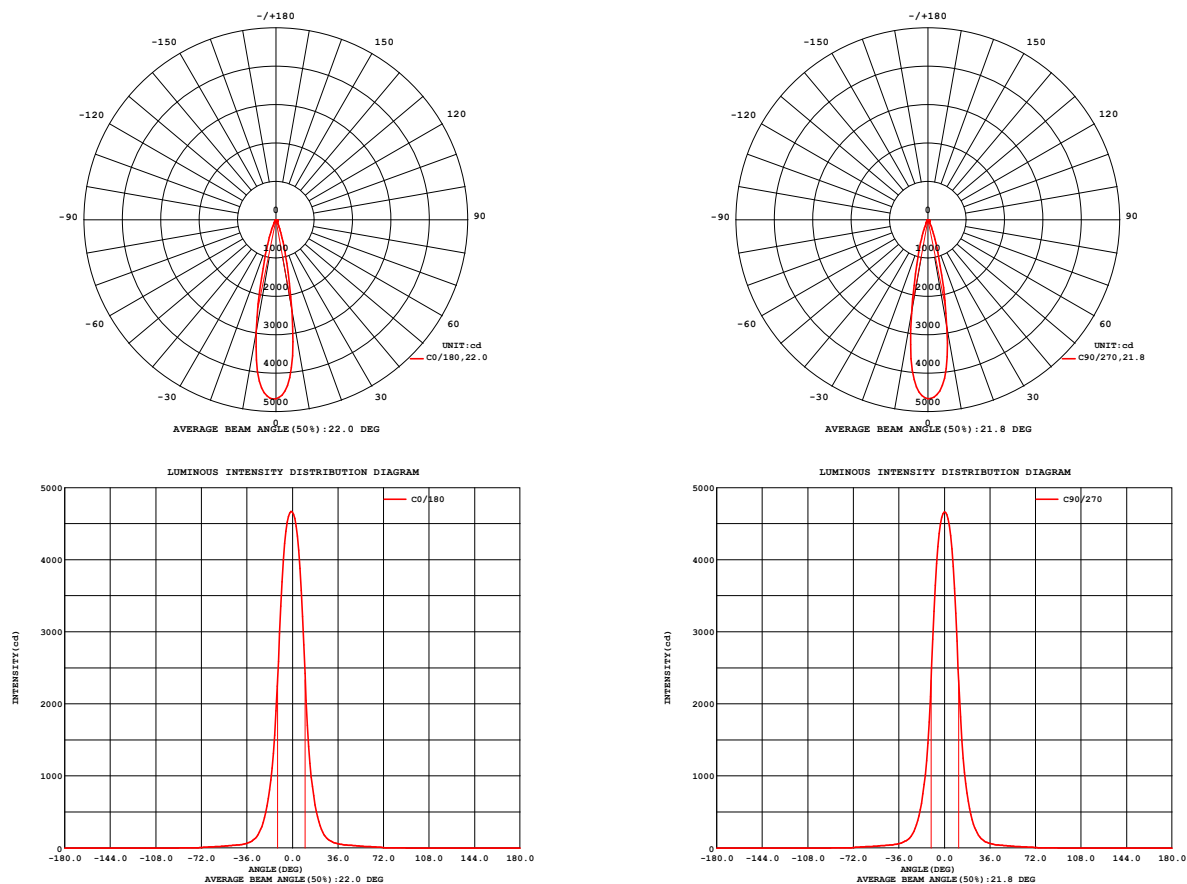 -/+180
-150 150
-120 120
-90 90
0
1000
2000
3000
4000
5000
-60 60
-30 30
0
UNIT:cd
C0/180,22.0
AVERAGE BEAM ANGLE(50%):22.0 DEG
-/+180
-150 150
-120 120
-90 90
0
1000
2000
3000
4000
5000
-60 60
-30 30
0
UNIT:cd
C90/270,21.8
AVERAGE BEAM ANGLE(50%):21.8 DEG
LUMINOUS INTENSITY DISTRIBUTION DIAGRAM
C0/180
INTENSITY(cd)
5000
4000
3000
2000
1000
0
-180.0 -144.0 -108.0 -72.0 -36.0 0.0 36.0 72.0 108.0 144.0 180.0
ANGLE(DEG)
AVERAGE BEAM ANGLE(50%):22.0 DEG
LUMINOUS INTENSITY DISTRIBUTION DIAGRAM
C90/270
INTENSITY(cd)
5000
4000
3000
2000
1000
0
-180.0 -144.0 -108.0 -72.0 -36.0 0.0 36.0 72.0 108.0 144.0 180.0
ANGLE(DEG)
AVERAGE BEAM ANGLE(50%):21.8 DEG